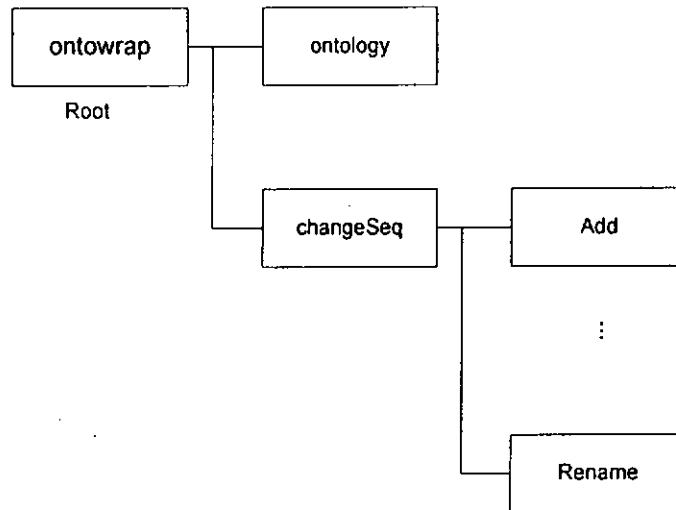 ontowrap
ontology
Root
changeSeq
Add
⋮
Rename